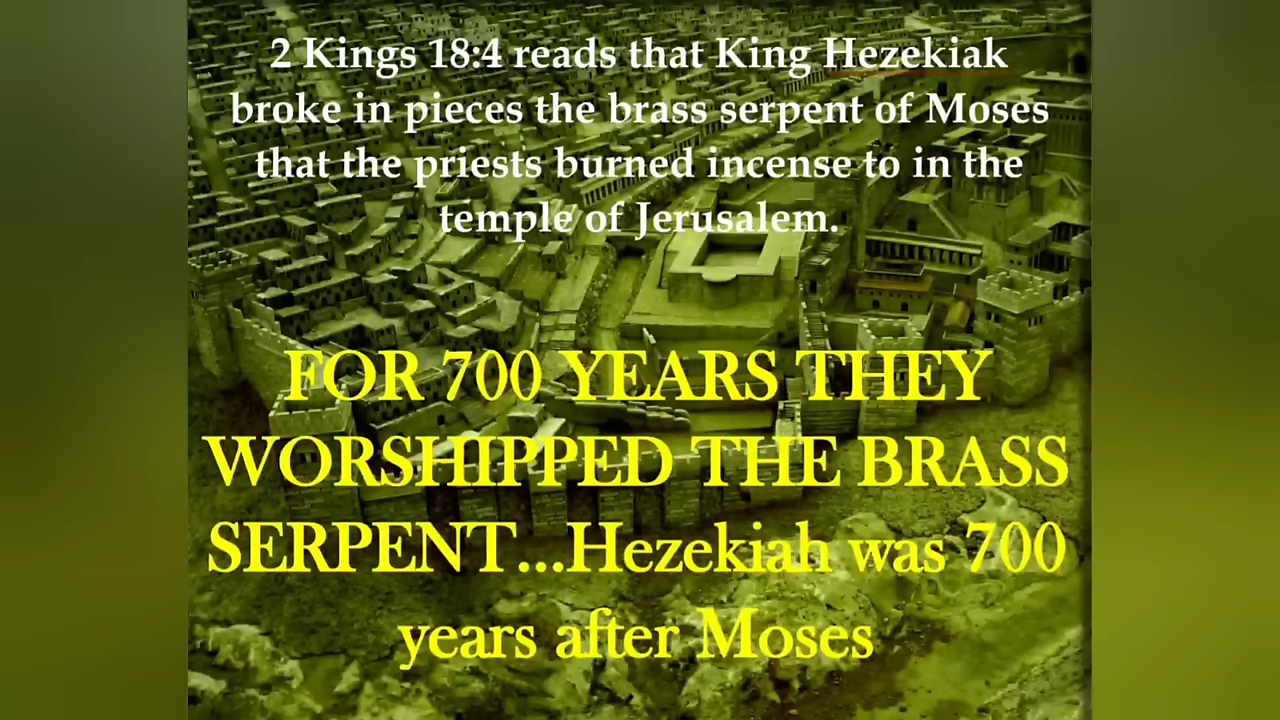 2 Kings 18:4 reads that King Hezekiak
broke in pieces the brass serpent of Moses
that the priests burned incense to in the
temple of Jerusalem.
FOR 700 YEARS THEY
WORSHIPPED THE BRASS
SERPENT...Hezekiah was 700
years after Moses